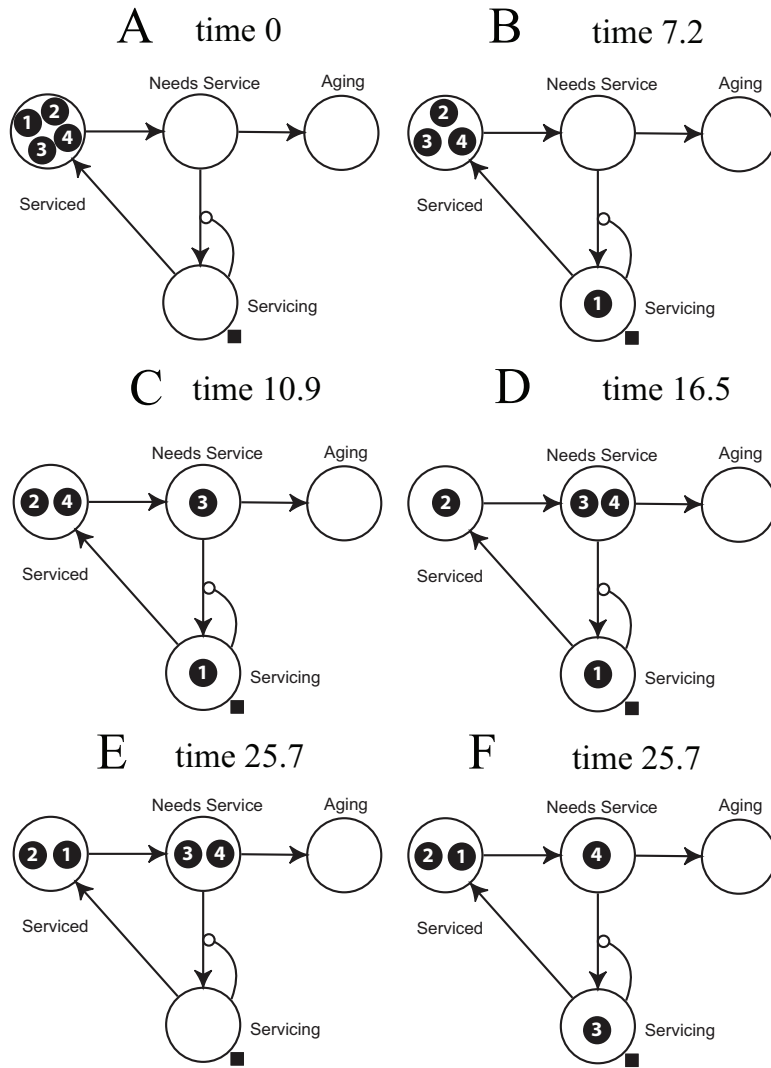 A time 0
B time 7.2
Needs Service
Aging
1 2 3 4
Serviced
Servicing
Needs Service
Aging
2 3 4
Serviced
1
Servicing
C time 10.9
D time 16.5
Needs Service
Aging
2 4
3
Serviced
1
Servicing
Needs Service
Aging
2
3 4
Serviced
1
Servicing
E time 25.7
F time 25.7
Needs Service
Aging
2 1
3 4
Serviced
Servicing
Needs Service
Aging
2 1
4
Serviced
3
Servicing